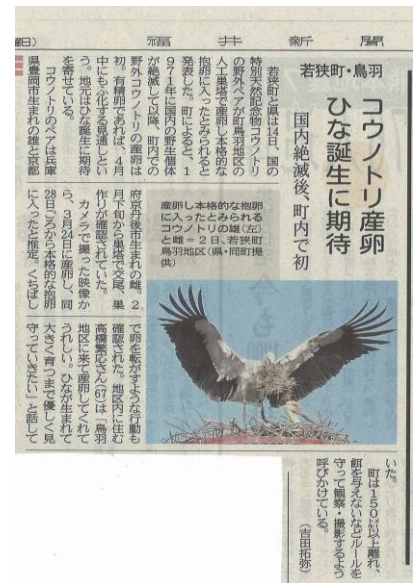 日)
福井新聞
若狭町・鳥羽
コウノトリ産卵
ひな誕生に期待
国内絶滅後、町内で初
若狭町と県は14日、国の
特別天然記念物コウノトリ
の野外ペアが町鳥羽地区の
人工巣塔で産卵し本格的な
抱卵に入ったとみられると
発表した。町によると、1
971年に国内の野生個体
が絶滅して以降、町内での
野外コウノトリの産卵は
初。有精卵であれば、4月
中にもふ化する見通しとい
う。地元はひな誕生に期待
を寄せている。
コウノトリのペアは兵庫
県豊岡市生まれの雄と京都
府京丹後市生まれの雌。2
月下旬から巣塔で交尾、巣
作りが確認されていた。
カメラで撮った映像か
ら、3月24日に産卵し、同
28日ごろから本格的な抱卵
に入ったと推定。くちばし
で卵を転がすような行動も
確認された。地区内に住む
高橋繁応さん(67)は「鳥羽
地区に来て産卵してくれて
うれしい。ひなが生まれて
大きく育つまで優しく見
守っていきたい」と話して
いた。
町は150㍍以上離れ、
餌を与えないなどルールを
守って観察・撮影するよう
呼びかけている。
(吉田拓弥)
産卵し本格的な抱卵
に入ったとみられる
コウノトリの雄(左)
と雌=2日、若狭町
鳥羽地区(県・同町提
供)